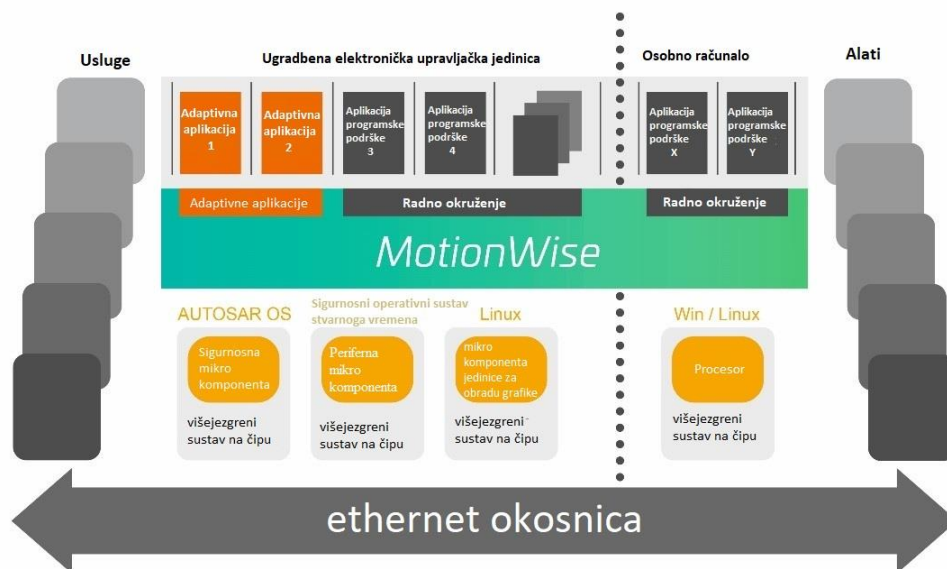 Usluge
Ugradbena elektronička upravljačka jedinica
Osobno računalo
Alati
Adaptivna
aplikacija
1
Adaptivna
aplikacija
2
Aplikacija
programske
podrške
3
Aplikacija
programske
podrške
4
Aplikacija
programske
podrške
X
Aplikacija
programske
podrške
Y
Adaptivne aplikacije
Radno okruženje
Radno okruženje
MotionWise
AUTOSAR OS
Sigurnosna
mikro
komponenta
višejezgreni
sustav na čipu
Sigurnosni operativni sustav
stvarnoga vremena
Periferna
mikro
komponenta
višejezgreni
sustav na čipu
Linux
mikro
komponenta
jedinice za
obradu grafike
višejezgreni
sustav na čipu
Win / Linux
Procesor
višejezgreni
sustav na čipu
ethernet okosnica